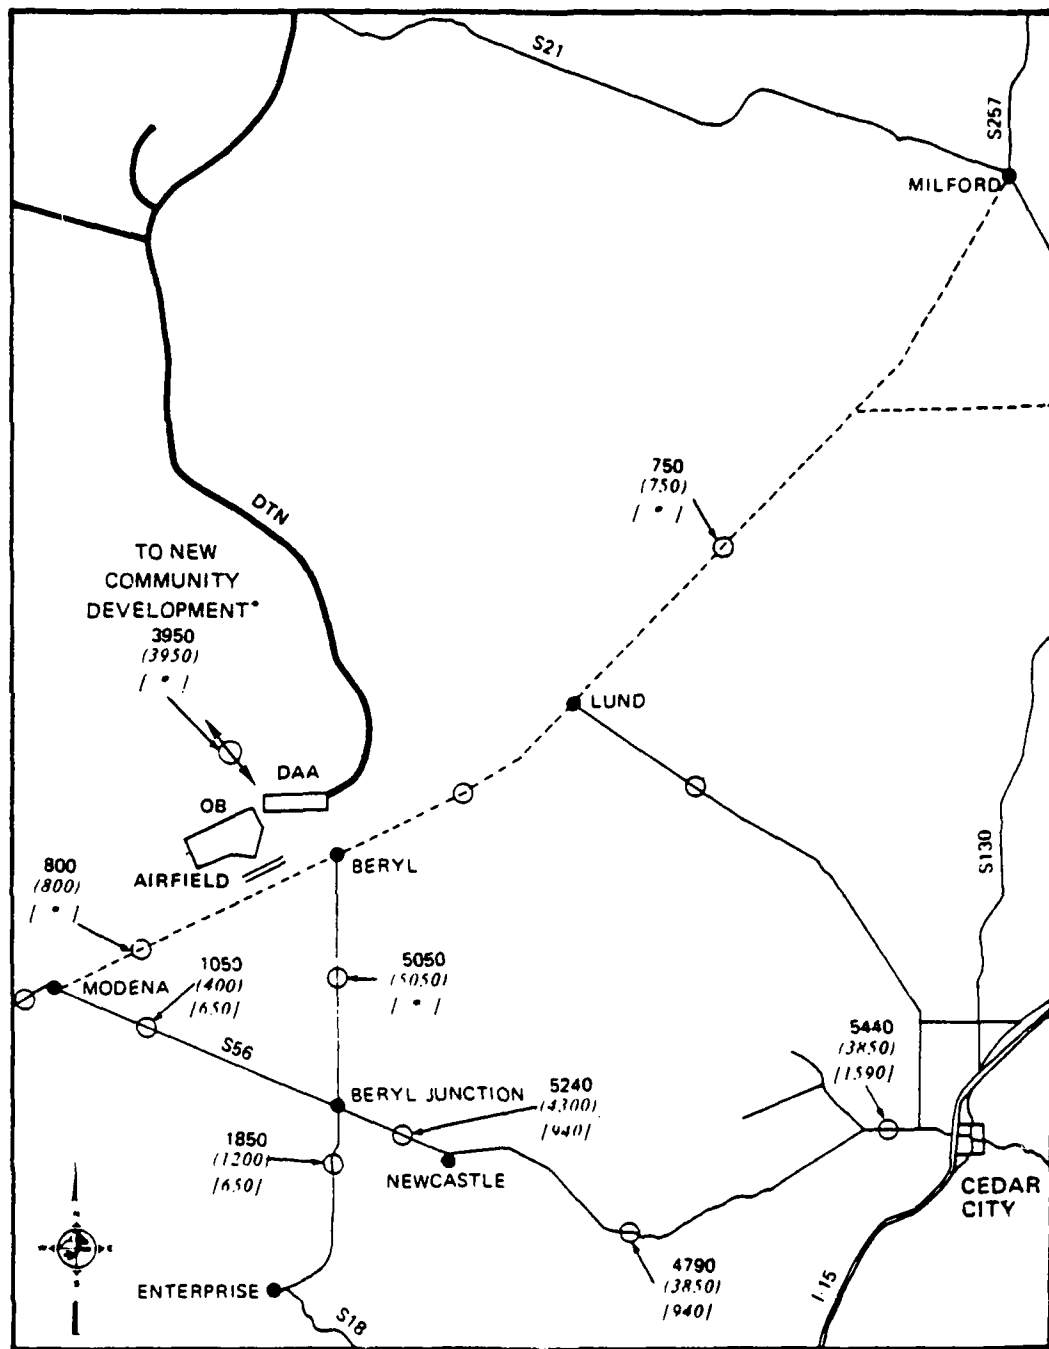 S21
S257
MILFORD
750
(750)
[ * ]
DTN
TO NEW
COMMUNITY
DEVELOPMENT*
3950
(3950)
[ * ]
LUND
DAA
OB
S130
BERYL
AIRFIELD
800
(800)
[ * ]
MODENA
1050
(400)
[650]
5050
(5050)
[ * ]
S56
5440
(3850)
[1590]
BERYL JUNCTION
5240
(4300)
[940]
1850
(1200)
[650]
NEWCASTLE
CEDAR
CITY
4790
(3850)
[940]
ENTERPRISE
S18
I-15